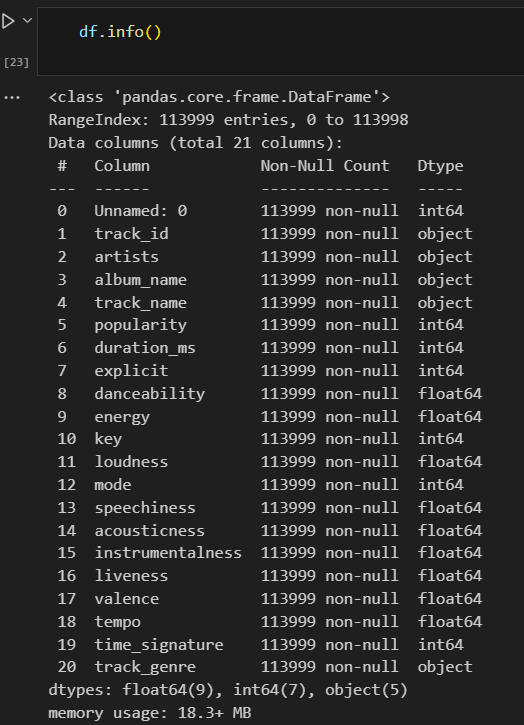 df.info()
[23]
... <class 'pandas.core.frame.DataFrame'>
RangeIndex: 113999 entries, 0 to 113998
Data columns (total 21 columns):
 #   Column            Non-Null Count   Dtype
---  ------            --------------   -----
 0   Unnamed: 0        113999 non-null  int64
 1   track_id          113999 non-null  object
 2   artists           113999 non-null  object
 3   album_name        113999 non-null  object
 4   track_name        113999 non-null  object
 5   popularity        113999 non-null  int64
 6   duration_ms       113999 non-null  int64
 7   explicit          113999 non-null  int64
 8   danceability      113999 non-null  float64
 9   energy            113999 non-null  float64
 10  key               113999 non-null  int64
 11  loudness          113999 non-null  float64
 12  mode              113999 non-null  int64
 13  speechiness       113999 non-null  float64
 14  acousticness      113999 non-null  float64
 15  instrumentalness  113999 non-null  float64
 16  liveness          113999 non-null  float64
 17  valence           113999 non-null  float64
 18  tempo             113999 non-null  float64
 19  time_signature    113999 non-null  int64
 20  track_genre       113999 non-null  object
dtypes: float64(9), int64(7), object(5)
memory usage: 18.3+ MB